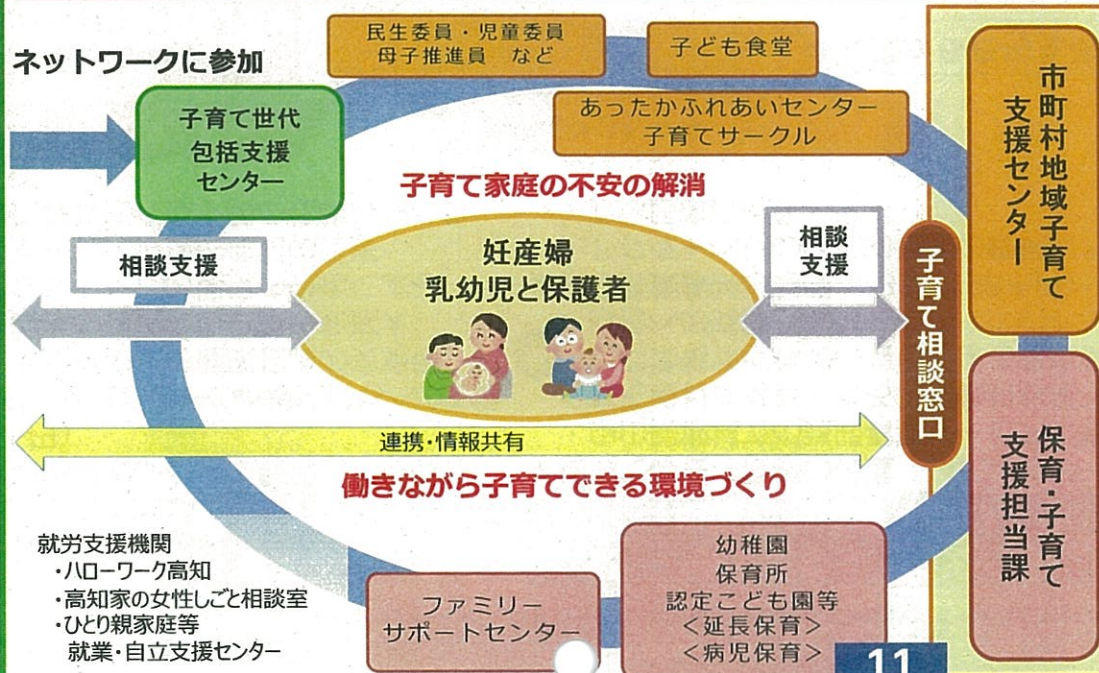 ネットワークに参加
民生委員・児童委員
母子推進員　など
子ども食堂
あったかふれあいセンター
子育てサークル
子育て世代
包括支援
センター
子育て家庭の不安の解消
相談支援
妊産婦
乳幼児と保護者
相談
支援
子育て相談窓口
市町村地域子育て
支援センター
連携・情報共有
働きながら子育てできる環境づくり
保育・子育て
支援担当課
就労支援機関
・ハローワーク高知
・高知家の女性しごと相談室
・ひとり親家庭等
就業・自立支援センター
ファミリー
サポートセンター
幼稚園
保育所
認定こども園等
<延長保育>
<病児保育>
11